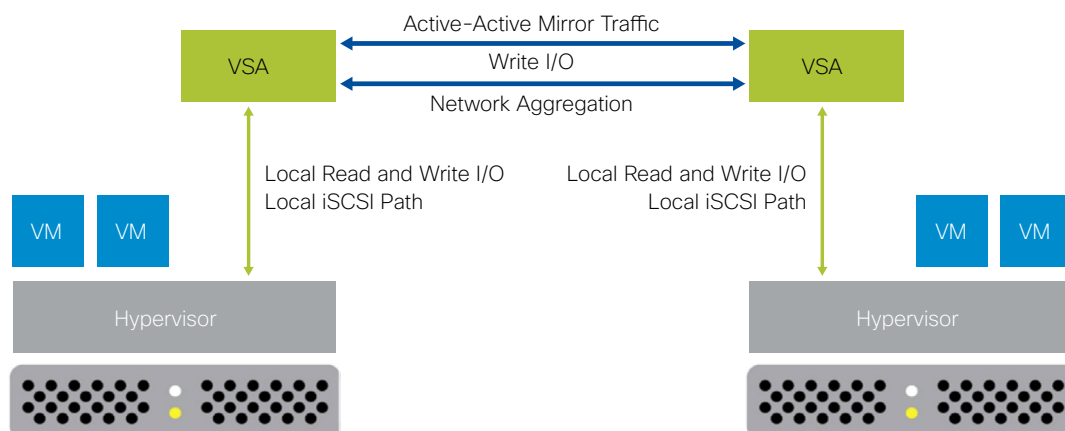 Active-Active Mirror Traffic
VSA
Write I/O
VSA
Network Aggregation
Local Read and Write I/O
Local iSCSI Path
Local Read and Write I/O
Local iSCSI Path
VM
VM
VM
VM
Hypervisor
Hypervisor